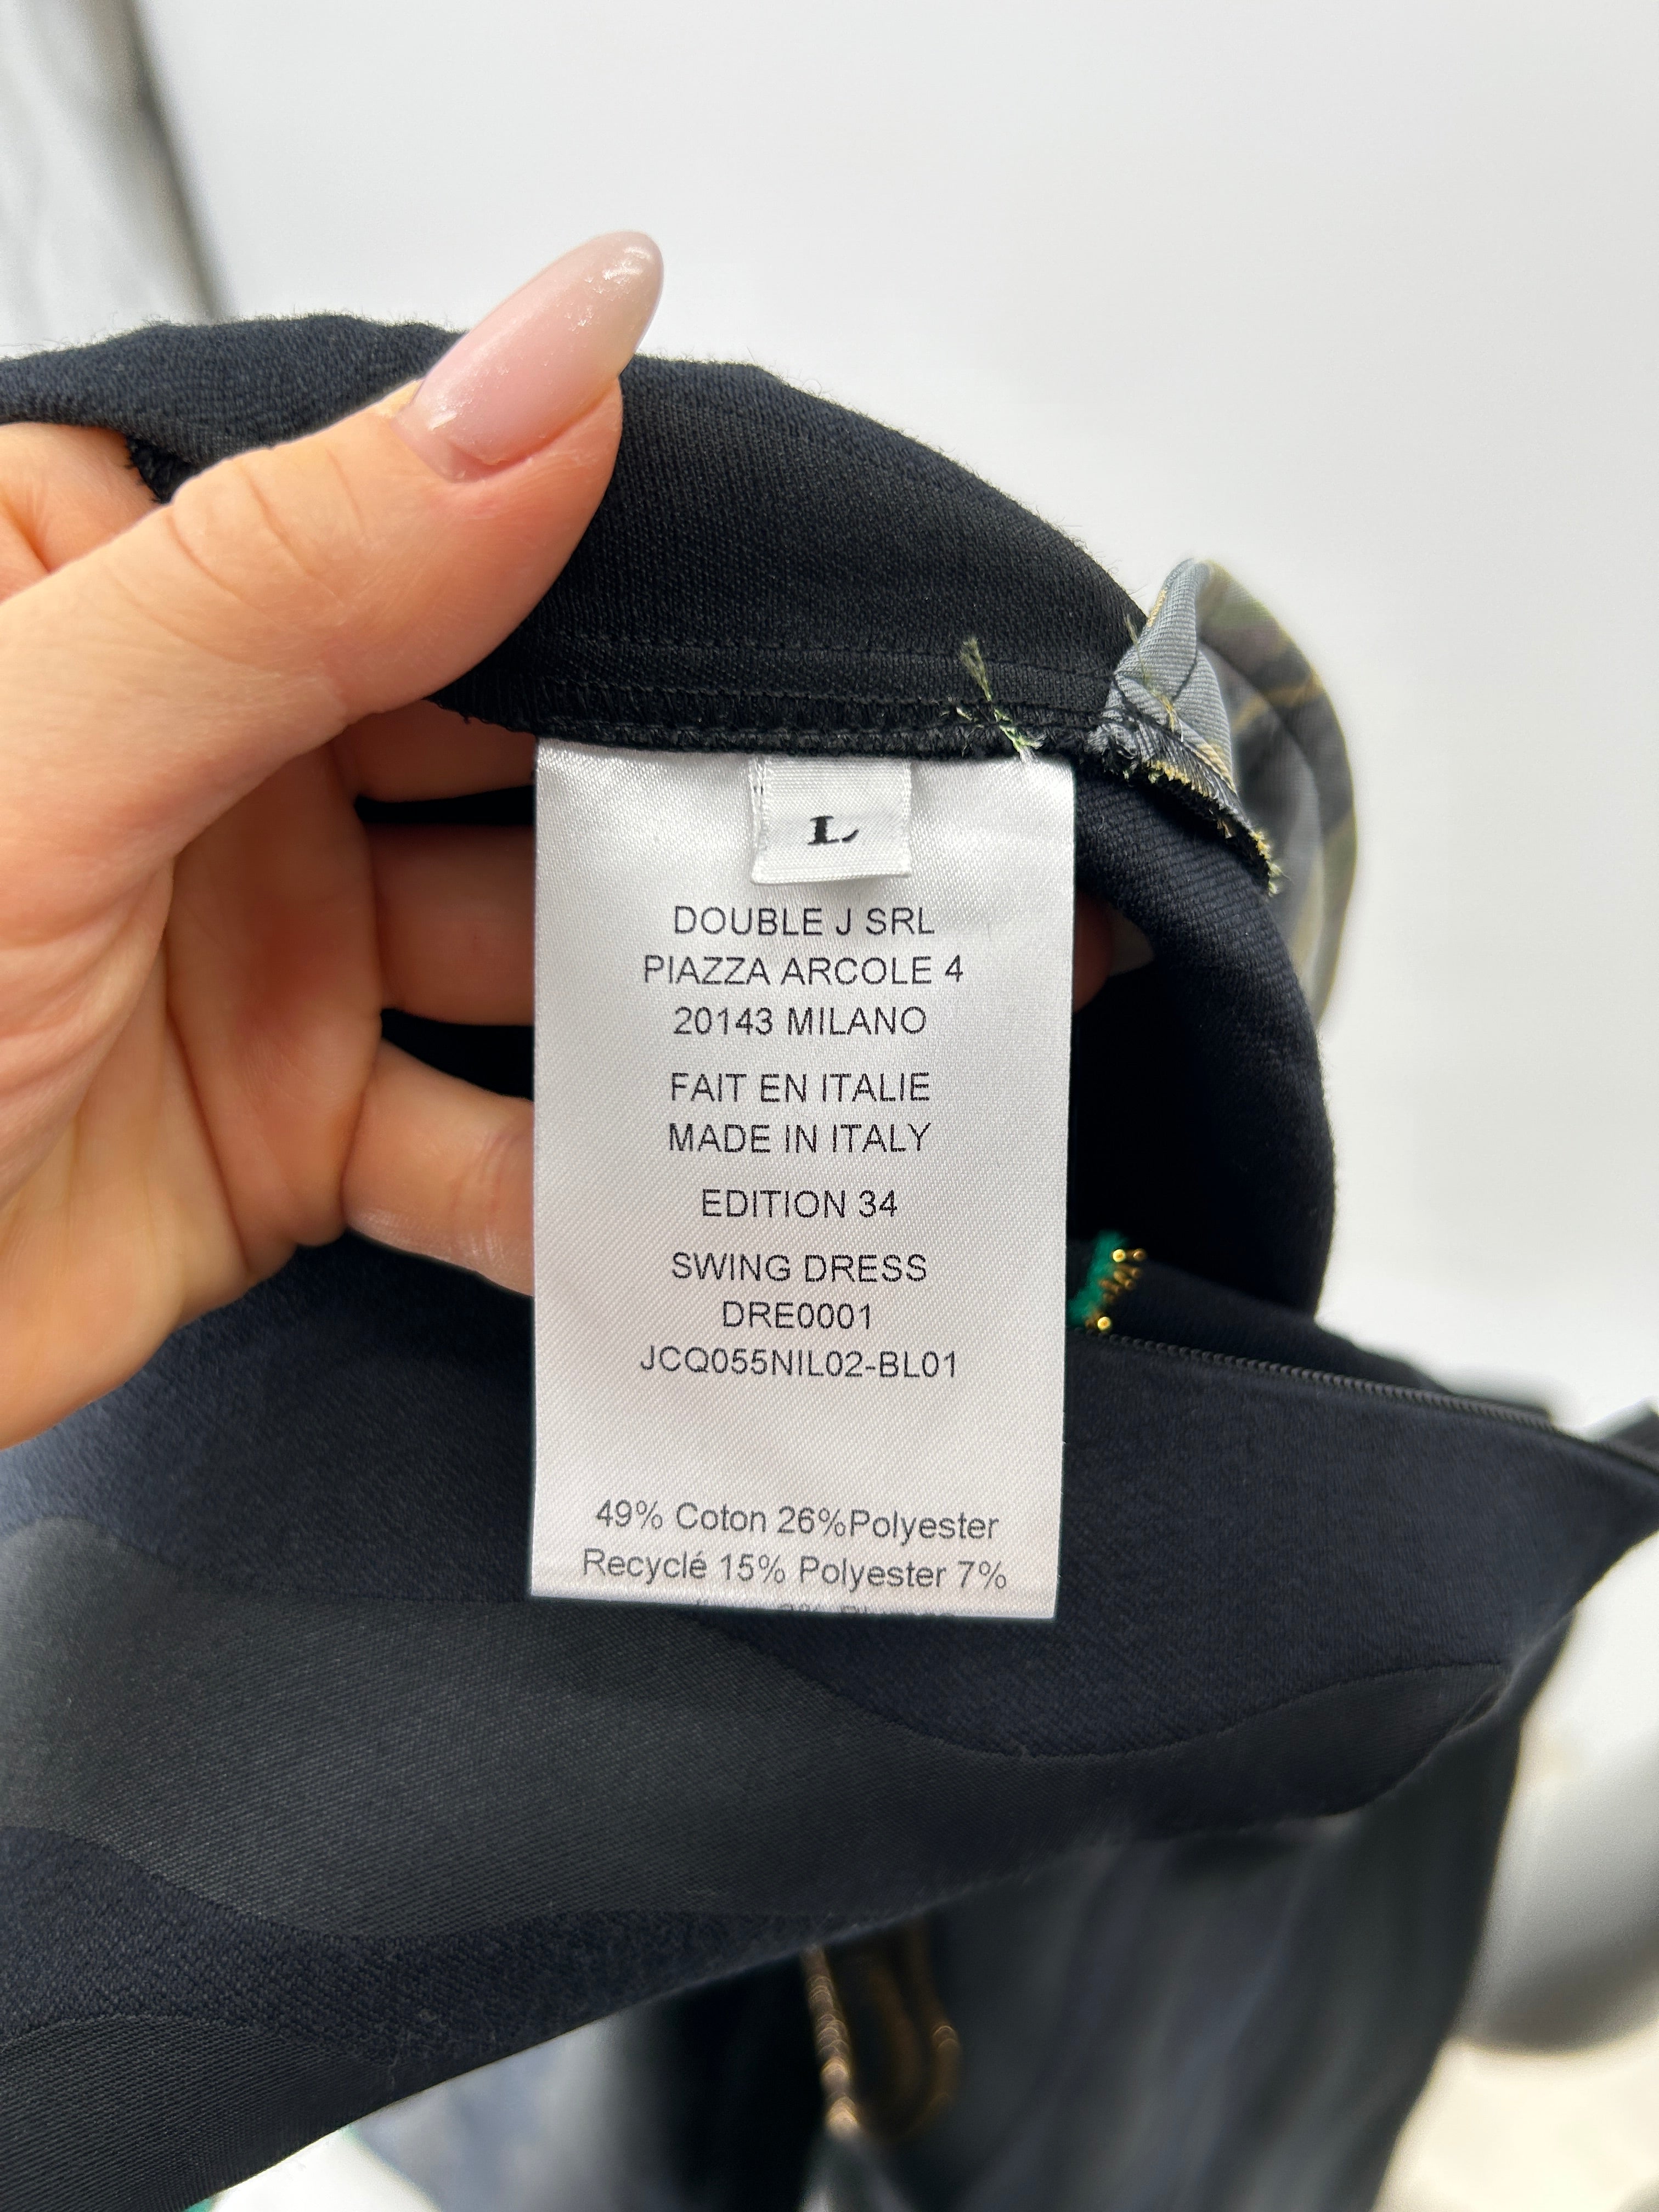 L
DOUBLE J SRL
PIAZZA ARCOLE 4
20143 MILANO
FAIT EN ITALIE
MADE IN ITALY
EDITION 34
SWING DRESS
DRE0001
JCQ055NIL02-BL01
49% Coton 26%Polyester
Recyclé 15% Polyester 7%